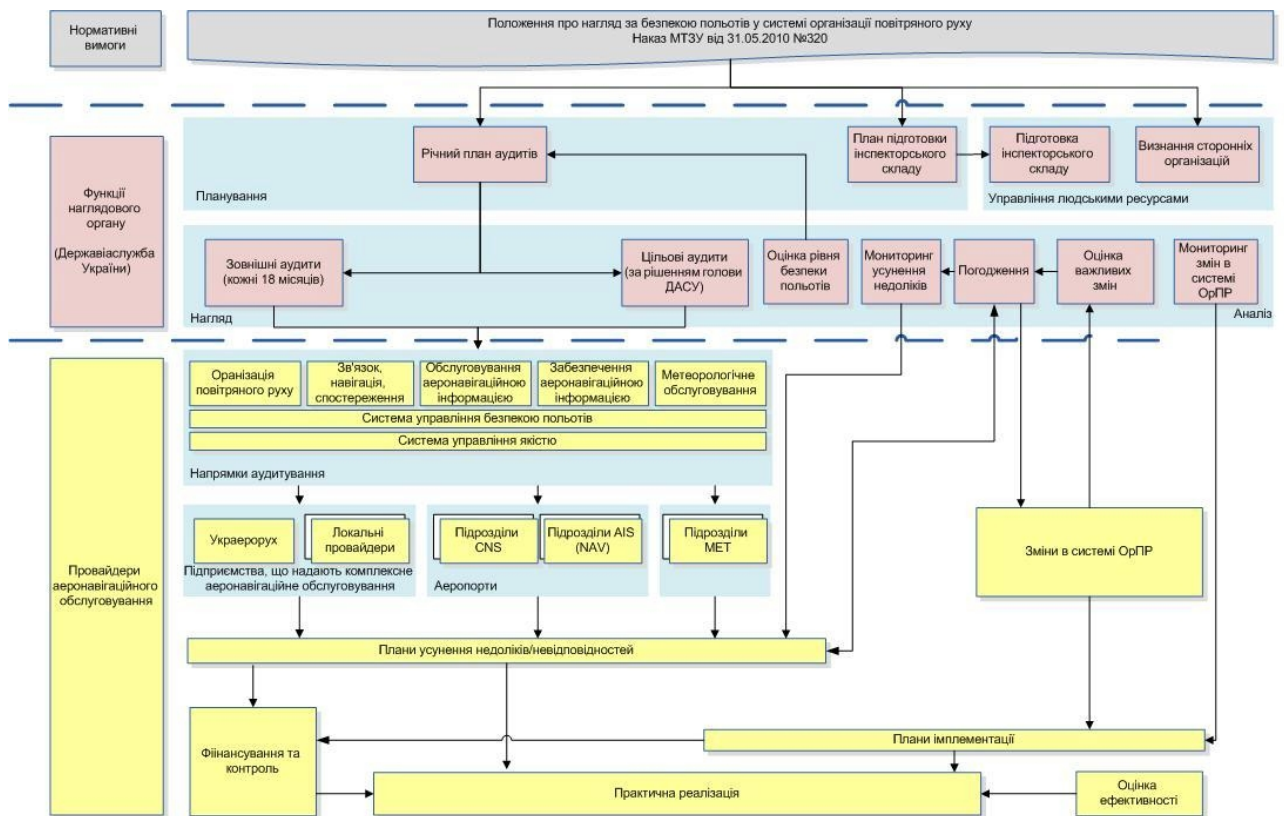 Нормативні
вимоги
Положення про нагляд за безпекою польотів у системі організації повітряного руху
Наказ МТЗУ від 31.05.2010 №320
Функції
наглядового
органу
(Державіаслужба
України)
Річний план аудитів
План підготовки
інспекторського
складу
Планування
Підготовка
інспекторського
складу
Визнання сторонніх
організацій
Управління людськими ресурсами
Зовнішні аудити
(кожні 18 місяців)
Цільові аудити
(за рішенням голови
ДАСУ)
Оцінка рівня
безпеки
польотів
Мониторинг
усунення
недоліків
Погодження
Оцінка
важливих
змін
Мониторинг
змін в
системі
ОрПР
Нагляд
Аналіз
Провайдери
аеронавігаційного
обслуговування
Оранізація
повітряного руху
Зв'язок,
навігація,
спостереження
Обслуговування
аеронавігаційною
інформацією
Забезпечення
аеронавігаційною
інформацією
Метеорологічне
обслуговування
Система управління безпекою польотів
Система управління якістю
Напрямки аудитування
Украерорух
Локальні
провайдери
Підприємства, що надають комплексне
аеронавігаційне обслуговування
Підрозділи
CNS
Підрозділи AIS
(NAV)
Аеропорти
Підрозділи
МЕТ
Зміни в системі ОрПР
Плани усунення недоліків/невідповідностей
Фіінансування та
контроль
Плани імплементації
Практична реалізація
Оцінка
ефективності